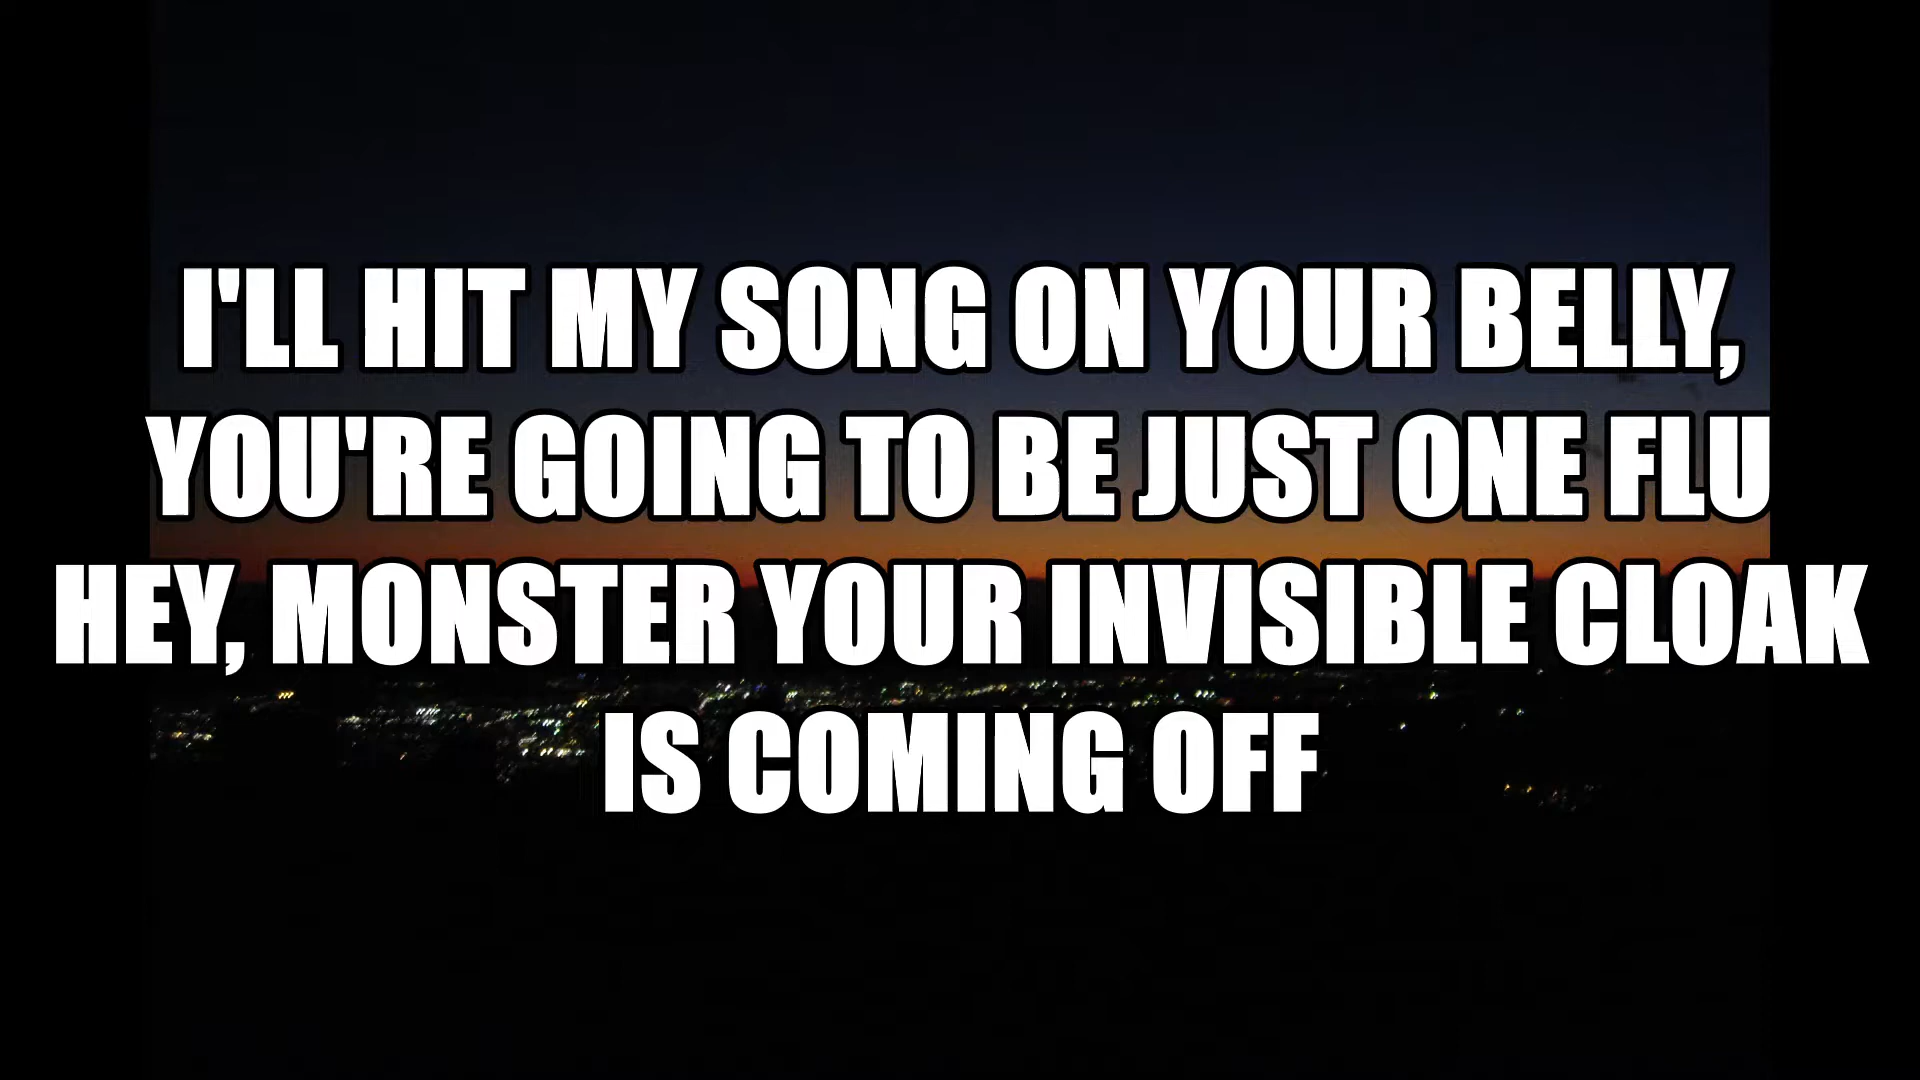 I'LL HIT MY SONG ON YOUR BELLY,
YOU'RE GOING TO BE JUST ONE FLU
HEY, MONSTER YOUR INVISIBLE CLOAK
IS COMING OFF